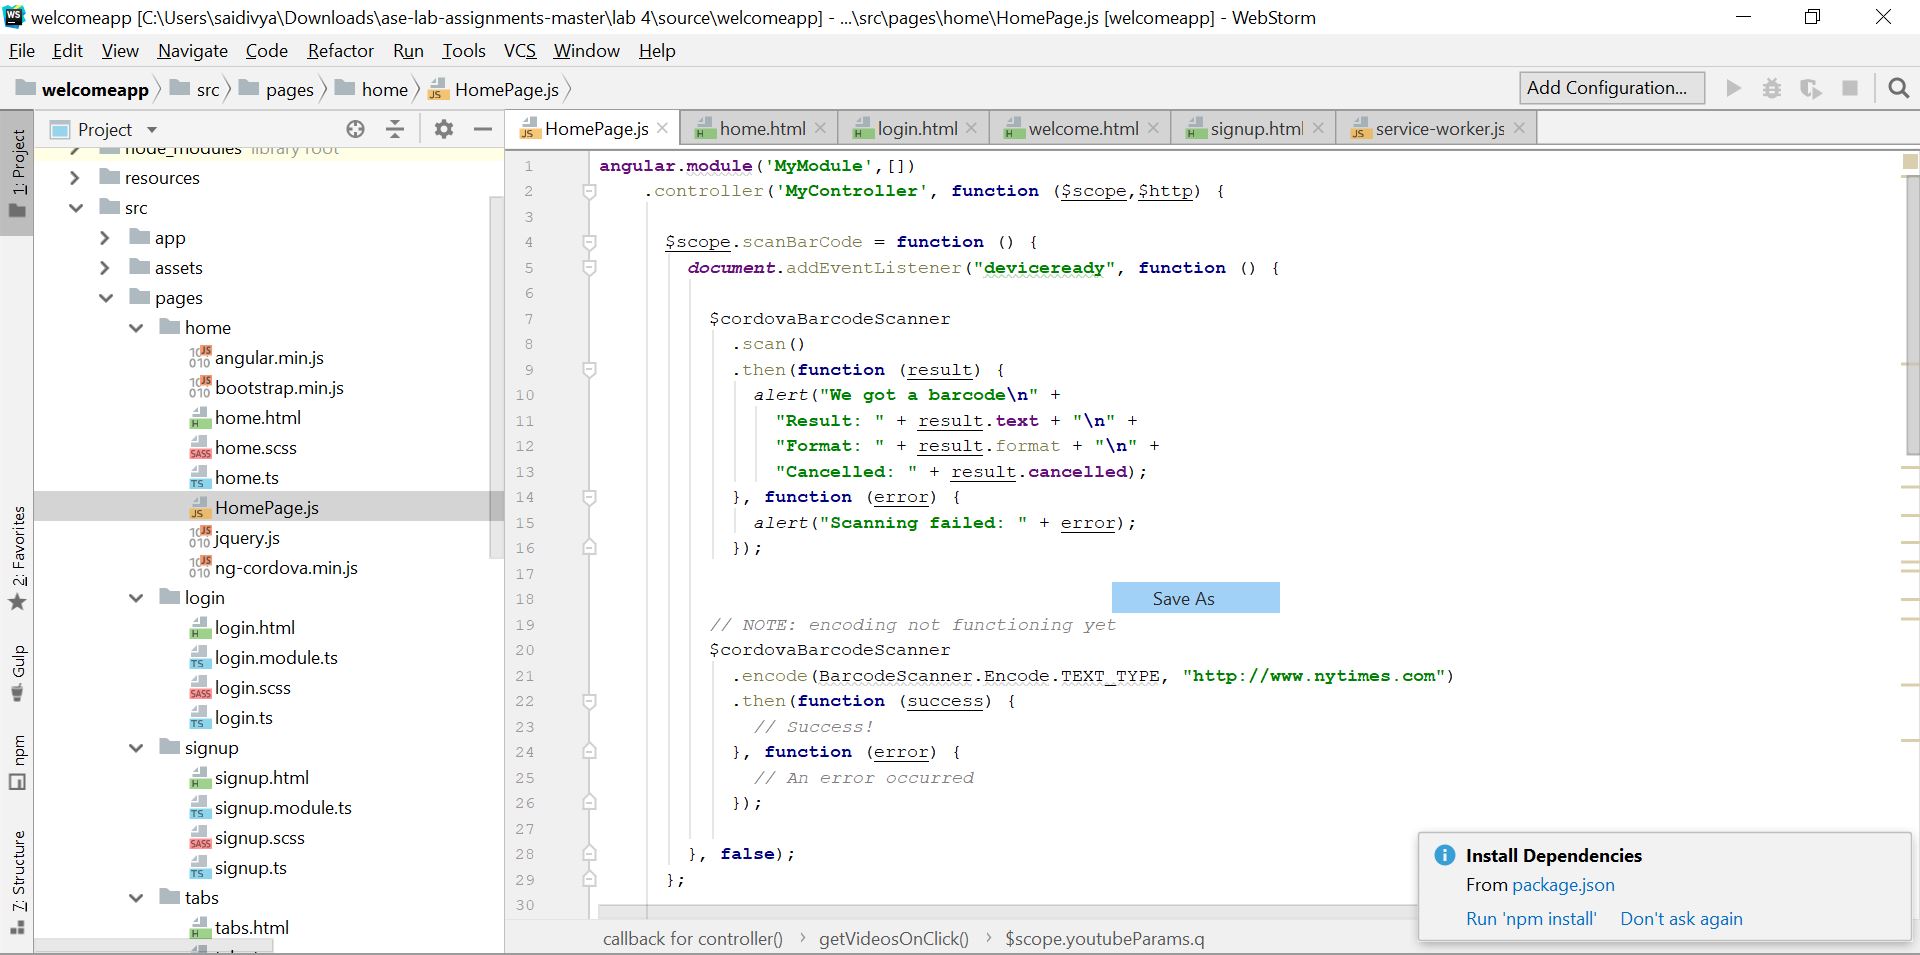 WS welcomeapp [C:\Users\saidivya\Downloads\ase-lab-assignments-master\lab 4\source\welcomeapp] - ...\src\pages\home\HomePage.js [welcomeapp] - WebStorm
File Edit View Navigate Code Refactor Run Tools VCS Window Help
welcomeapp src pages home HomePage.js Add Configuration...
1: Project
2: Favorites
Gulp
npm
7: Structure
Project
node_modules library root
resources
src
app
assets
pages
home
angular.min.js
bootstrap.min.js
home.html
home.scss
home.ts
HomePage.js
jquery.js
ng-cordova.min.js
login
login.html
login.module.ts
login.scss
login.ts
signup
signup.html
signup.module.ts
signup.scss
signup.ts
tabs
tabs.html
HomePage.js home.html login.html welcome.html signup.html service-worker.js
1 angular.module('MyModule',[])
2 .controller('MyController', function ($scope,$http) {
3
4 $scope.scanBarCode = function () {
5 document.addEventListener("deviceready", function () {
6
7 $cordovaBarcodeScanner
8 .scan()
9 .then(function (result) {
10 alert("We got a barcode\n" +
11 "Result: " + result.text + "\n" +
12 "Format: " + result.format + "\n" +
13 "Cancelled: " + result.cancelled);
14 }, function (error) {
15 alert("Scanning failed: " + error);
16 });
17
18
Save As
19 // NOTE: encoding not functioning yet
20 $cordovaBarcodeScanner
21 .encode(BarcodeScanner.Encode.TEXT_TYPE, "http://www.nytimes.com")
22 .then(function (success) {
23 // Success!
24 }, function (error) {
25 // An error occurred
26 });
27
28 }, false);
29 };
30
callback for controller() › getVideosOnClick() › $scope.youtubeParams.q
Install Dependencies
From package.json
Run 'npm install' Don't ask again